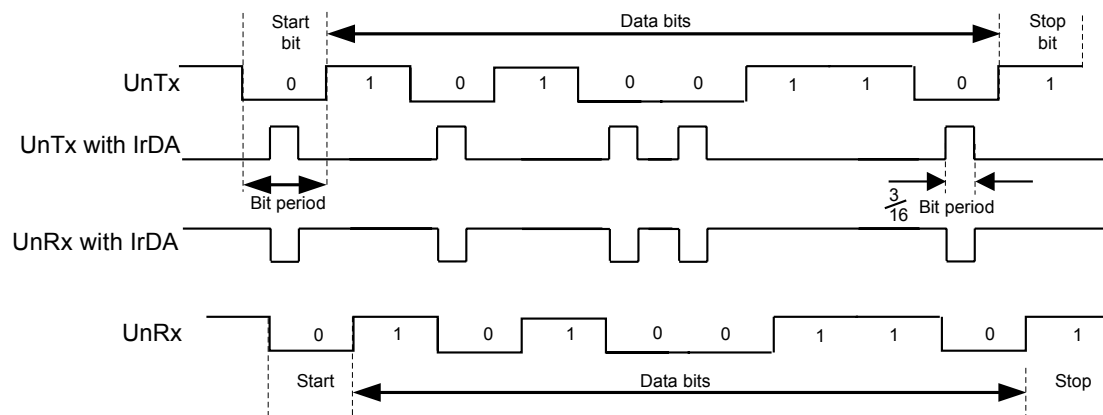 Start bit
Data bits
Stop bit
UnTx
0 1 0 1 0 0 1 1 0 1
UnTx with IrDA
Bit period
3/16 Bit period
UnRx with IrDA
UnRx
0 1 0 1 0 0 1 1 0 1
Start
Data bits
Stop